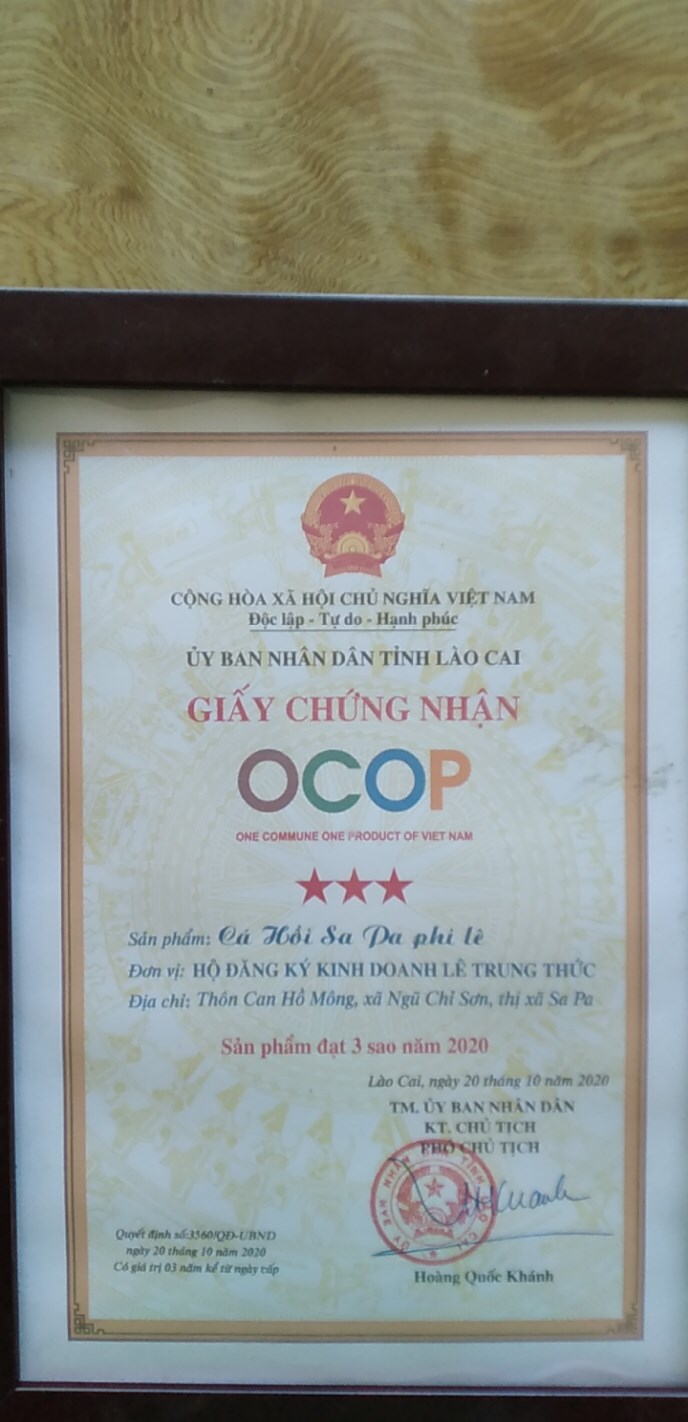 CỘNG HÒA XÃ HỘI CHỦ NGHĨA VIỆT NAM
Độc lập - Tự do - Hạnh phúc
ỦY BAN NHÂN DÂN TỈNH LÀO CAI
GIẤY CHỨNG NHẬN
OCOP
ONE COMMUNE ONE PRODUCT OF VIET NAM
Sản phẩm: Cá Hồi Sa Pa phi lê
Đơn vị: HỘ ĐĂNG KÝ KINH DOANH LÊ TRUNG THỨC
Địa chỉ: Thôn Can Hồ Mông, xã Ngũ Chỉ Sơn, thị xã Sa Pa
Sản phẩm đạt 3 sao năm 2020
Lào Cai, ngày 20 tháng 10 năm 2020
TM. ỦY BAN NHÂN DÂN
KT. CHỦ TỊCH
PHÓ CHỦ TỊCH
Quyết định số:3560/QĐ-UBND
ngày 20 tháng 10 năm 2020
Có giá trị 03 năm kể từ ngày cấp
Hoàng Quốc Khánh